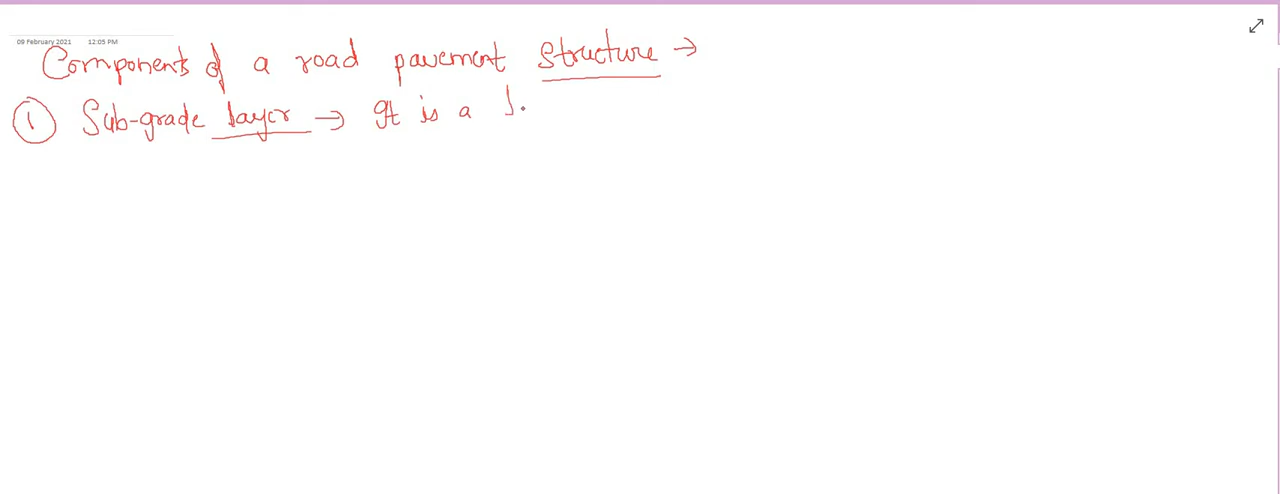 09 February 2021 12:05 PM
Components of a road pavement structure →
① Sub-grade layer → It is a